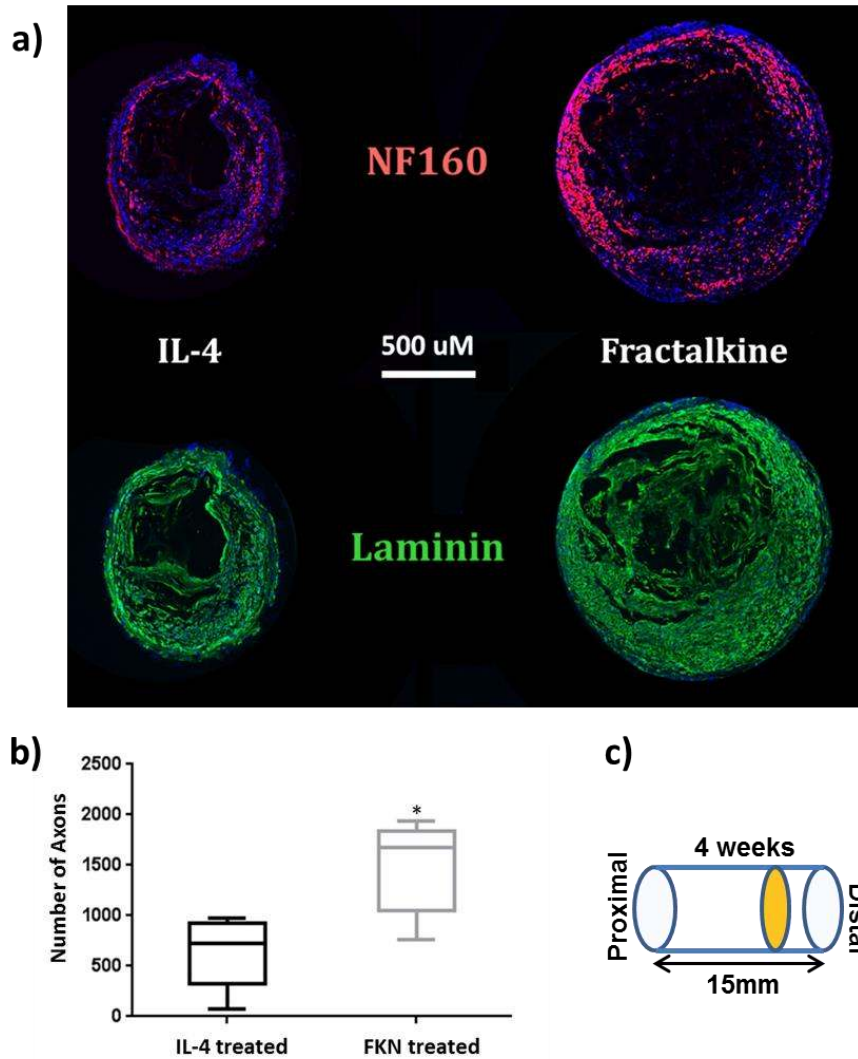 a)
NF160
IL-4
500 uM
Fractalkine
Laminin
b)
2500
2000
1500
1000
500
0
Number of Axons
*
IL-4 treated
FKN treated
c)
4 weeks
Proximal
Distal
15mm